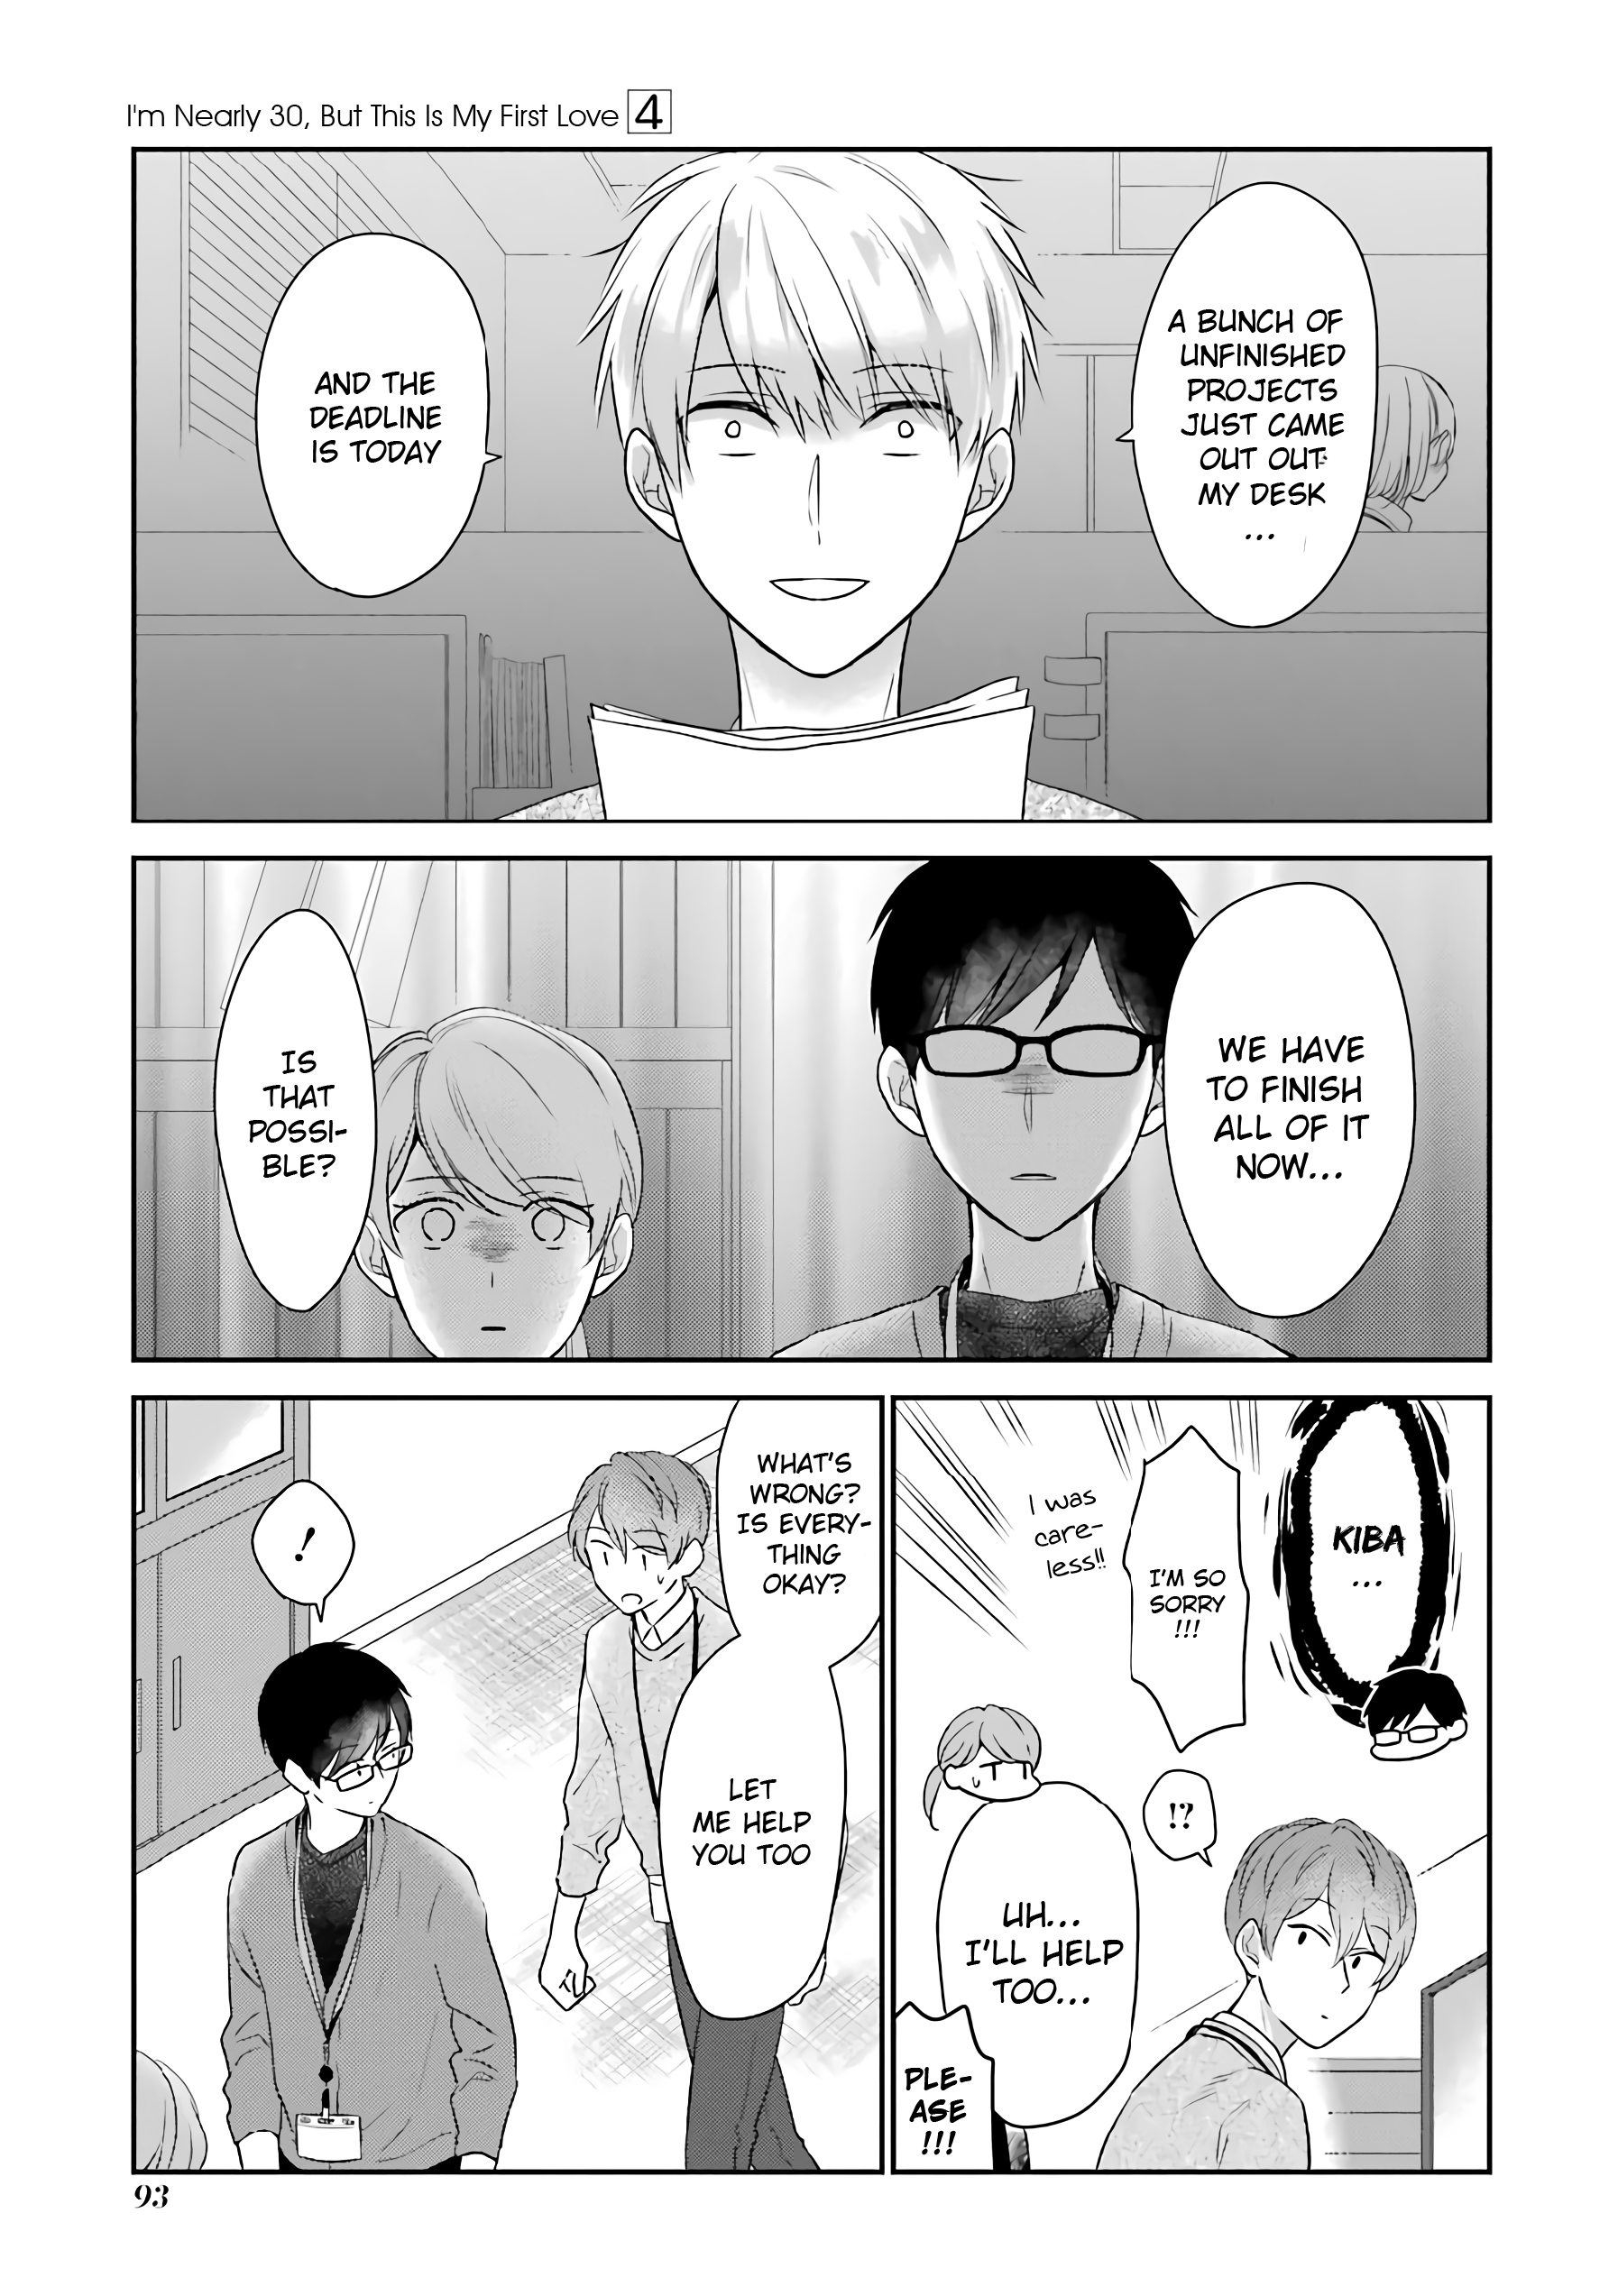 I'm Nearly 30, But This Is My First Love 4
A BUNCH OF
UNFINISHED
PROJECTS
JUST CAME
OUT OUT
MY DESK
...
AND THE
DEADLINE
IS TODAY
WE HAVE
TO FINISH
ALL OF IT
NOW...
IS
THAT
POSSI-
BLE?
KIBA
...
I'M SO
SORRY
!!!
I was
care-
less!!
!?
UH...
I'LL HELP
TOO...
PLE-
ASE
!!!
WHAT'S
WRONG?
IS EVERY-
THING
OKAY?
LET
ME HELP
YOU TOO
!
93